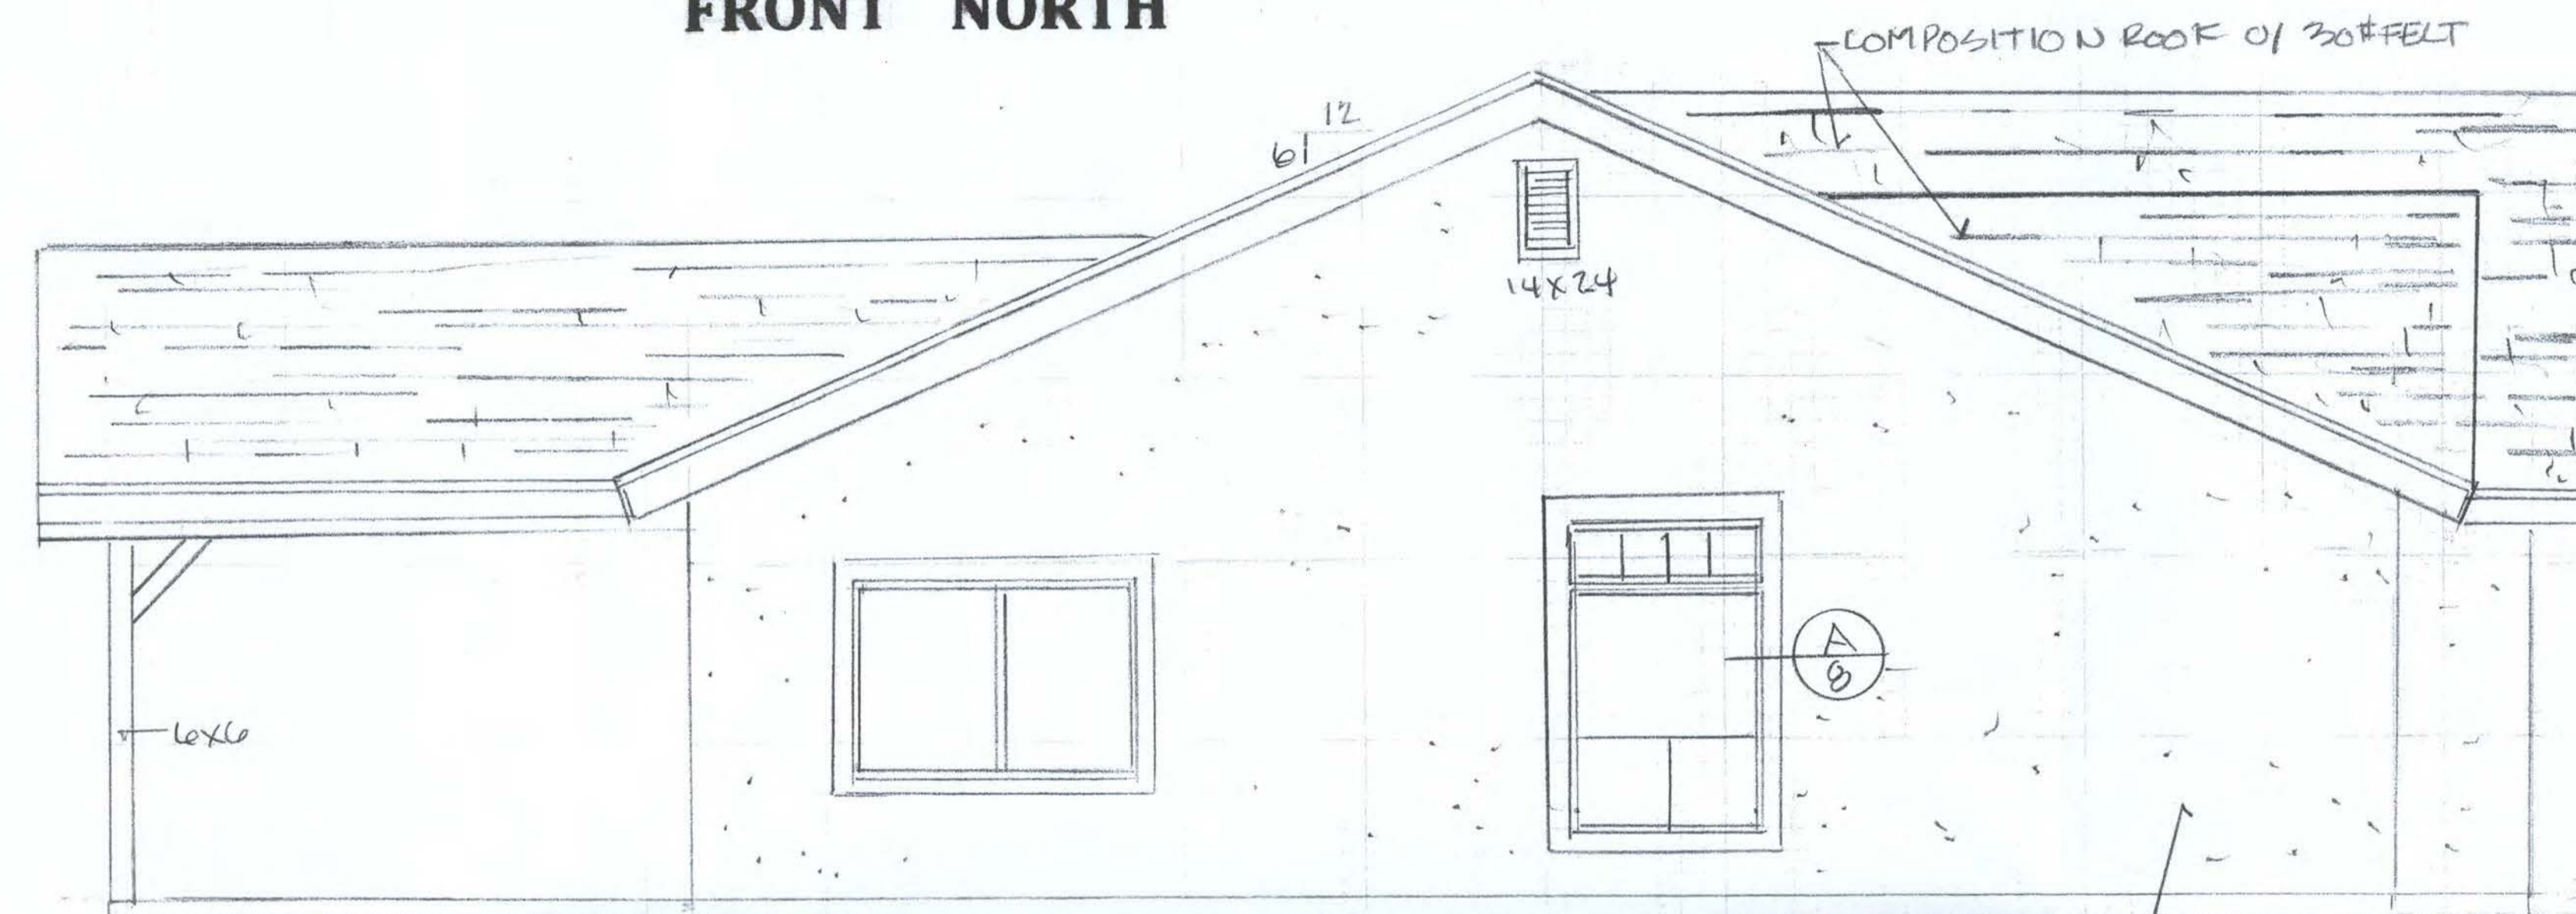 FRONT NORTH
COMPOSITION ROOF O/ 30# FELT
12
6
14x24
A
8
6x6